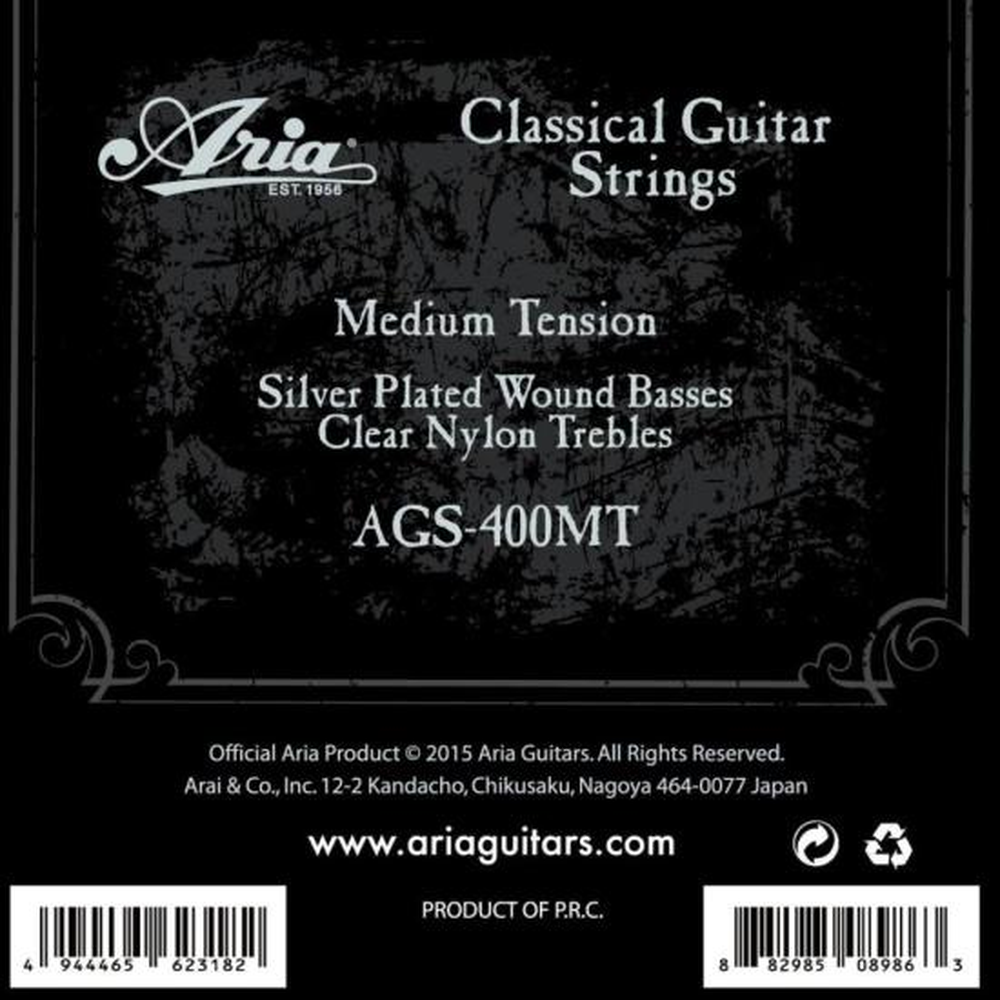 Aria®
EST. 1956
Classical Guitar
Strings
Medium Tension
Silver Plated Wound Basses
Clear Nylon Trebles
AGS-400MT
Official Aria Product © 2015 Aria Guitars. All Rights Reserved.
Arai & Co., Inc. 12-2 Kandacho, Chikusaku, Nagoya 464-0077 Japan
www.ariaguitars.com
PRODUCT OF P.R.C.
4 944465 623182
8 82985 08986 3